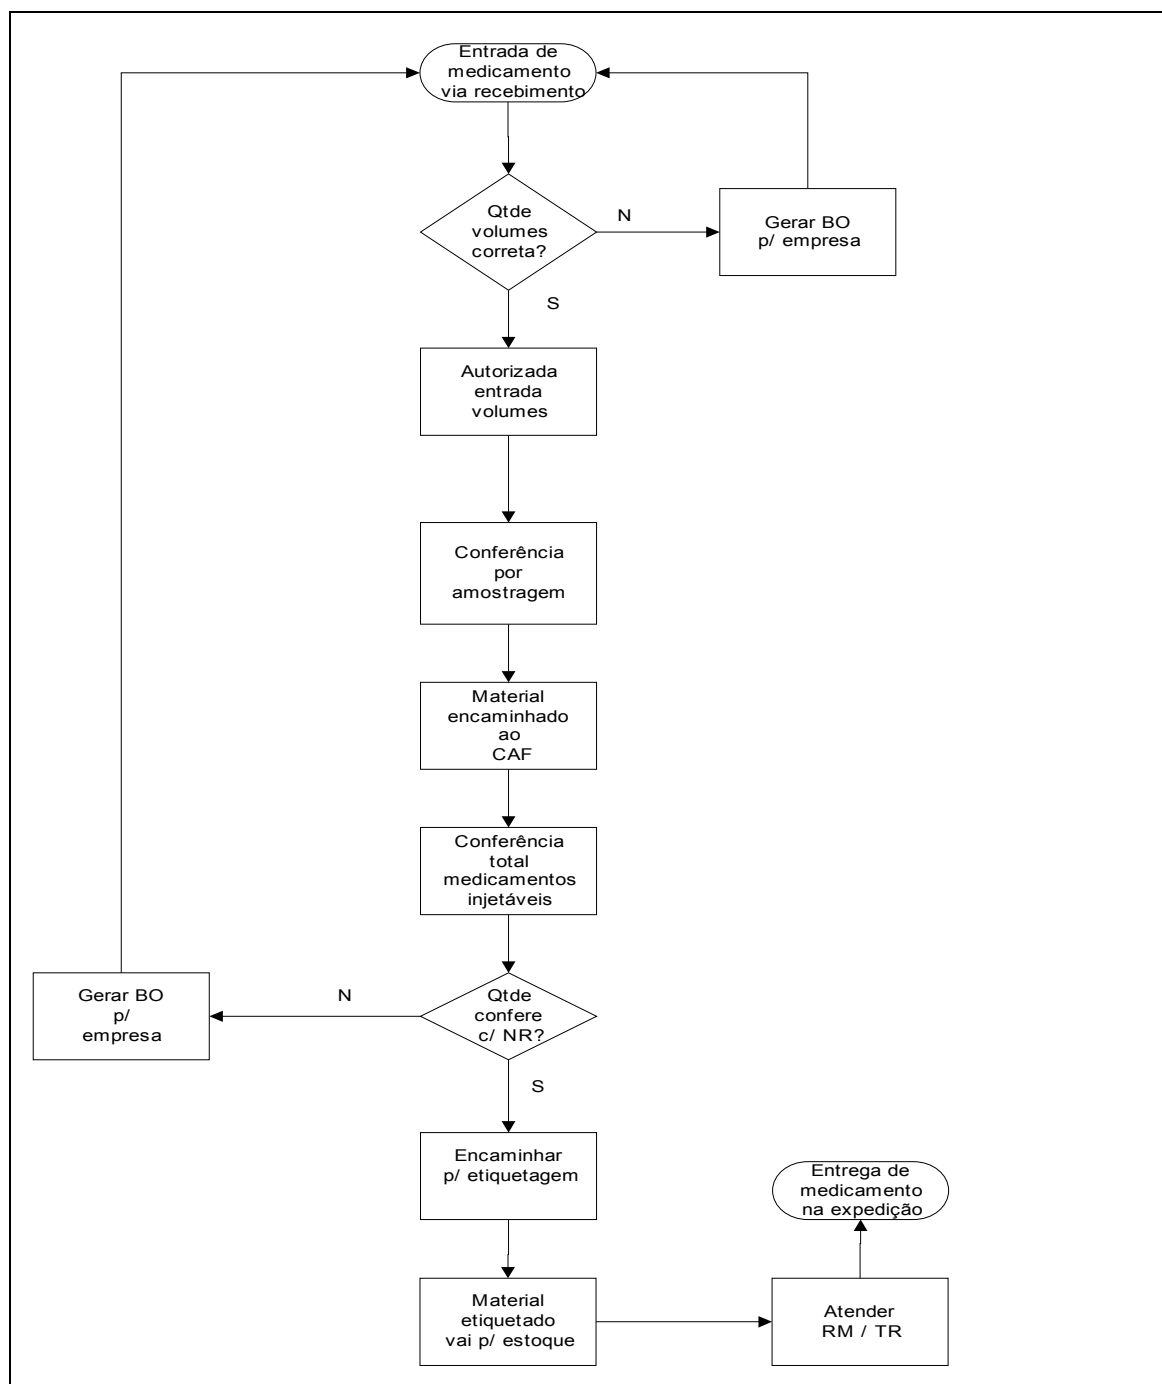 Entrada de
medicamento
via recebimento
Qtde
volumes
correta?
N
Gerar BO
p/ empresa
S
Autorizada
entrada
volumes
Conferência
por
amostragem
Material
encaminhado
ao
CAF
Conferência
total
medicamentos
injetáveis
Gerar BO
p/
empresa
N
Qtde
confere
c/ NR?
S
Encaminhar
p/ etiquetagem
Entrega de
medicamento
na expedição
Material
etiquetado
vai p/ estoque
Atender
RM / TR